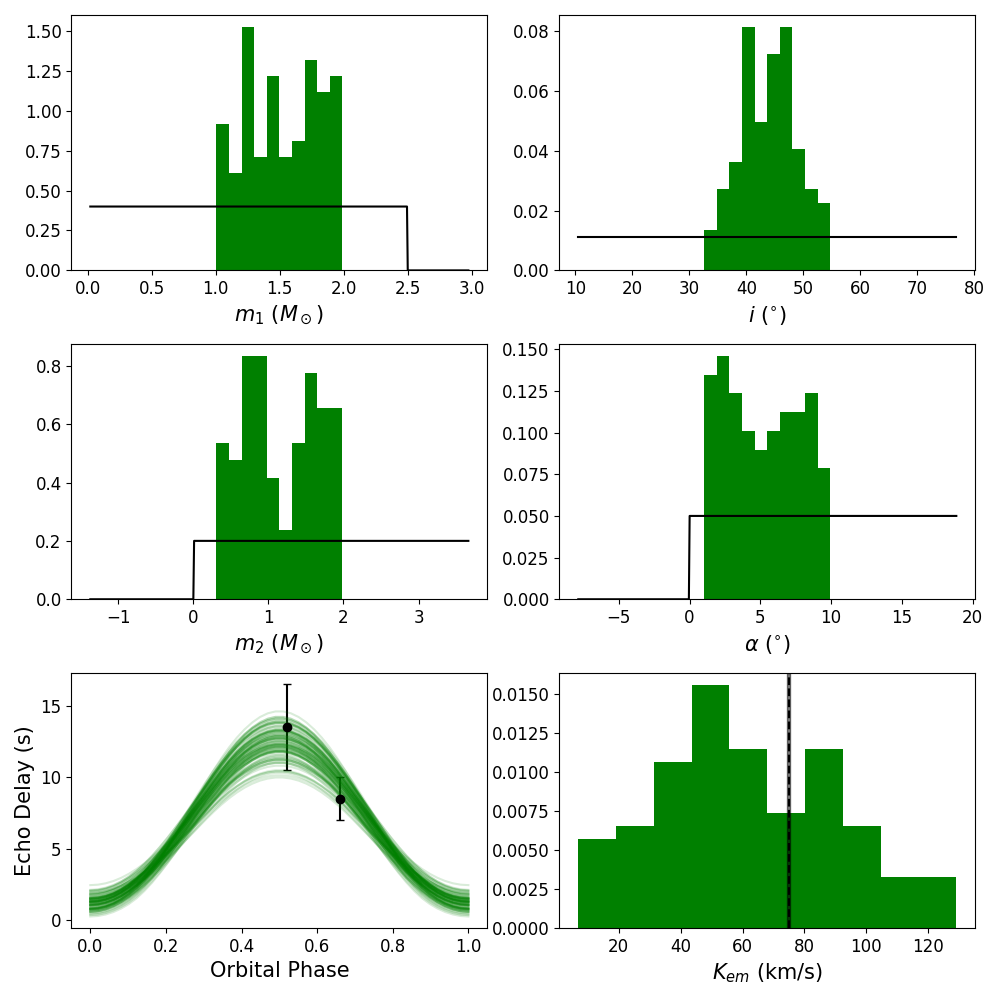 1.50
1.25
1.00
0.75
0.50
0.25
0.00
0.0 0.5 1.0 1.5 2.0 2.5 3.0
m₁ (M⊙)
0.08
0.06
0.04
0.02
0.00
10 20 30 40 50 60 70 80
i (°)
0.8
0.6
0.4
0.2
0.0
−1 0 1 2 3
m₂ (M⊙)
0.150
0.125
0.100
0.075
0.050
0.025
0.000
−5 0 5 10 15 20
α (°)
Echo Delay (s)
15
10
5
0
0.0 0.2 0.4 0.6 0.8 1.0
Orbital Phase
0.0150
0.0125
0.0100
0.0075
0.0050
0.0025
0.0000
20 40 60 80 100 120
Kₑₘ (km/s)